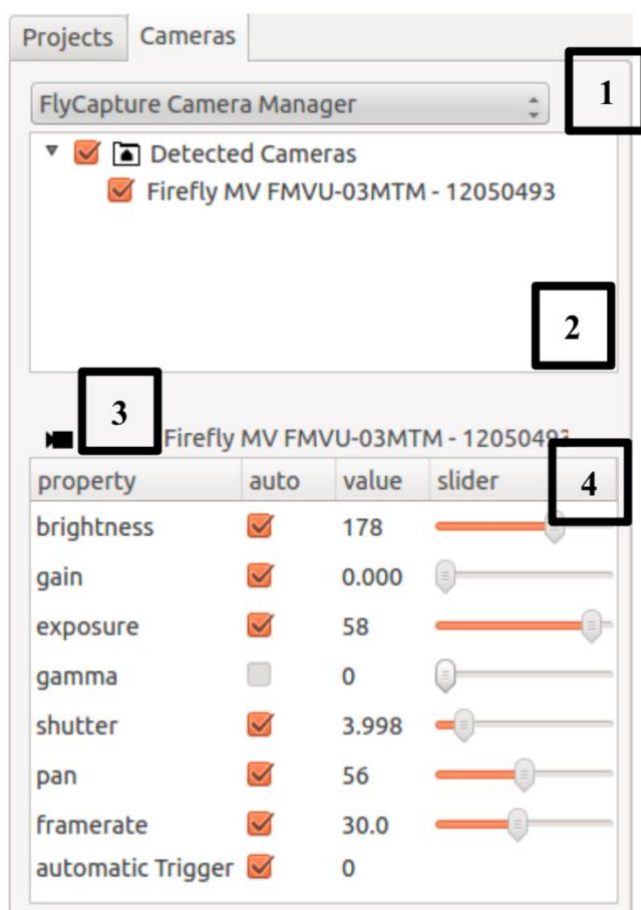 Projects Cameras
1
FlyCapture Camera Manager
Detected Cameras
Firefly MV FMVU-03MTM - 12050493
2
3
Firefly MV FMVU-03MTM - 12050493
property auto value slider
4
brightness 178
gain 0.000
exposure 58
gamma 0
shutter 3.998
pan 56
framerate 30.0
automatic Trigger 0